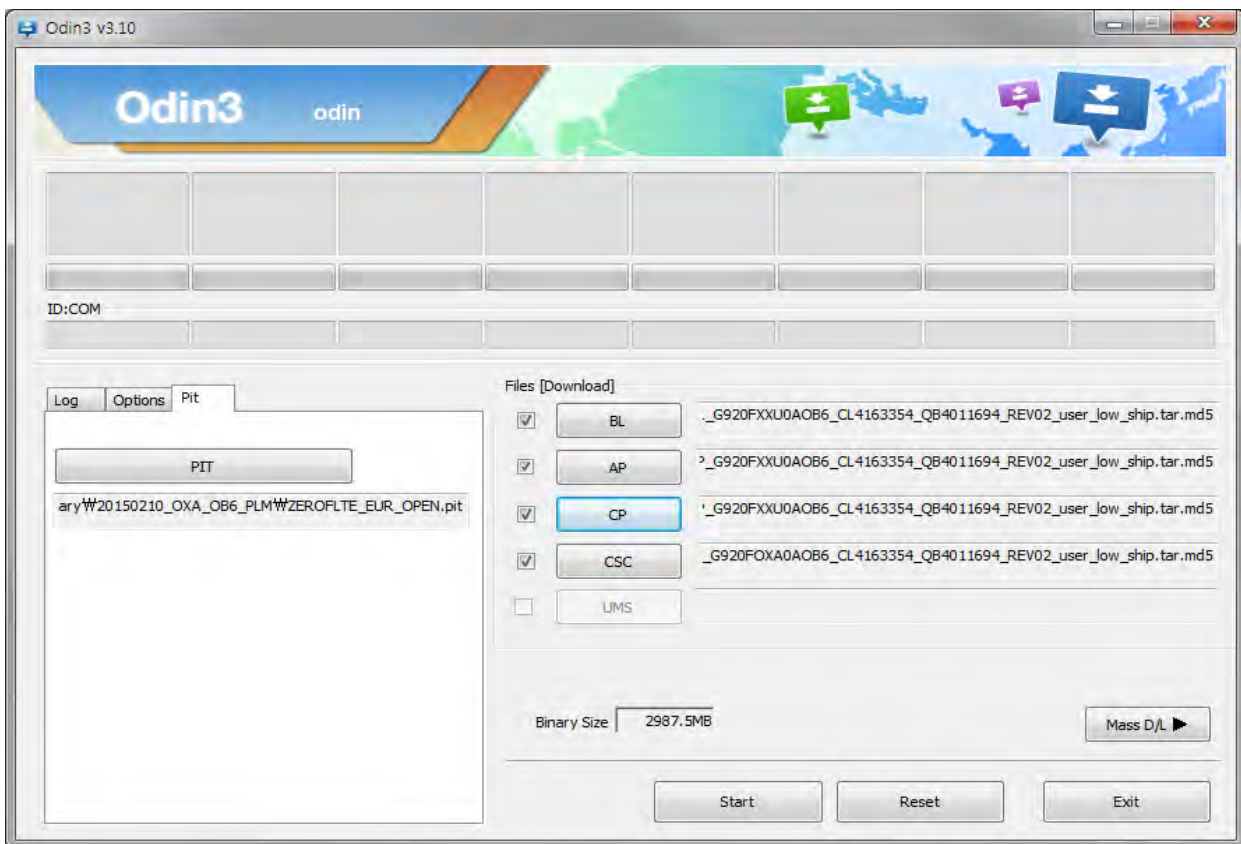 Odin3 v3.10
Odin3 odin
ID:COM
Log Options Pit
PIT
ary₩20150210_OXA_OB6_PLM₩ZEROFLTE_EUR_OPEN.pit
Files [Download]
BL ._G920FXXU0AOB6_CL4163354_QB4011694_REV02_user_low_ship.tar.md5
AP _G920FXXU0AOB6_CL4163354_QB4011694_REV02_user_low_ship.tar.md5
CP _G920FXXU0AOB6_CL4163354_QB4011694_REV02_user_low_ship.tar.md5
CSC _G920FOXA0AOB6_CL4163354_QB4011694_REV02_user_low_ship.tar.md5
UMS
Binary Size 2987.5MB
Mass D/L ▶
Start Reset Exit